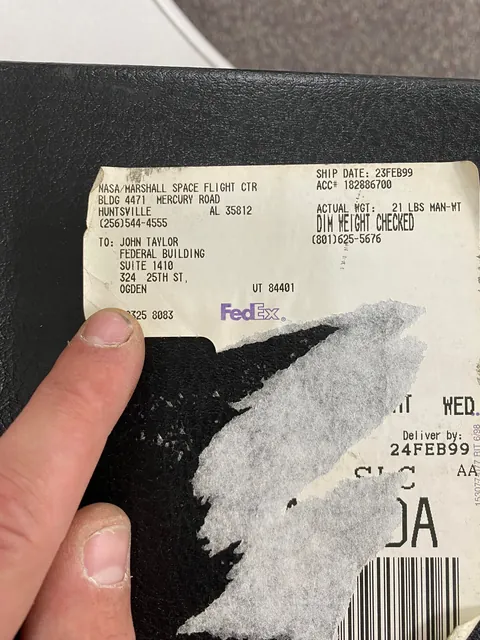 NASA/MARSHALL SPACE FLIGHT CTR
BLDG 4471 MERCURY ROAD
HUNTSVILLE AL 35812
(256)544-4555
SHIP DATE: 23FEB99
ACC# 182886700
ACTUAL WGT: 21 LBS MAN-WT
DIM WEIGHT CHECKED
TO: JOHN TAYLOR
(801)625-5676
FEDERAL BUILDING
SUITE 1410
324 25TH ST,
OGDEN UT 84401
8083
FedEx.
WED.
Deliver by:
24FEB99
SLC AA
DA